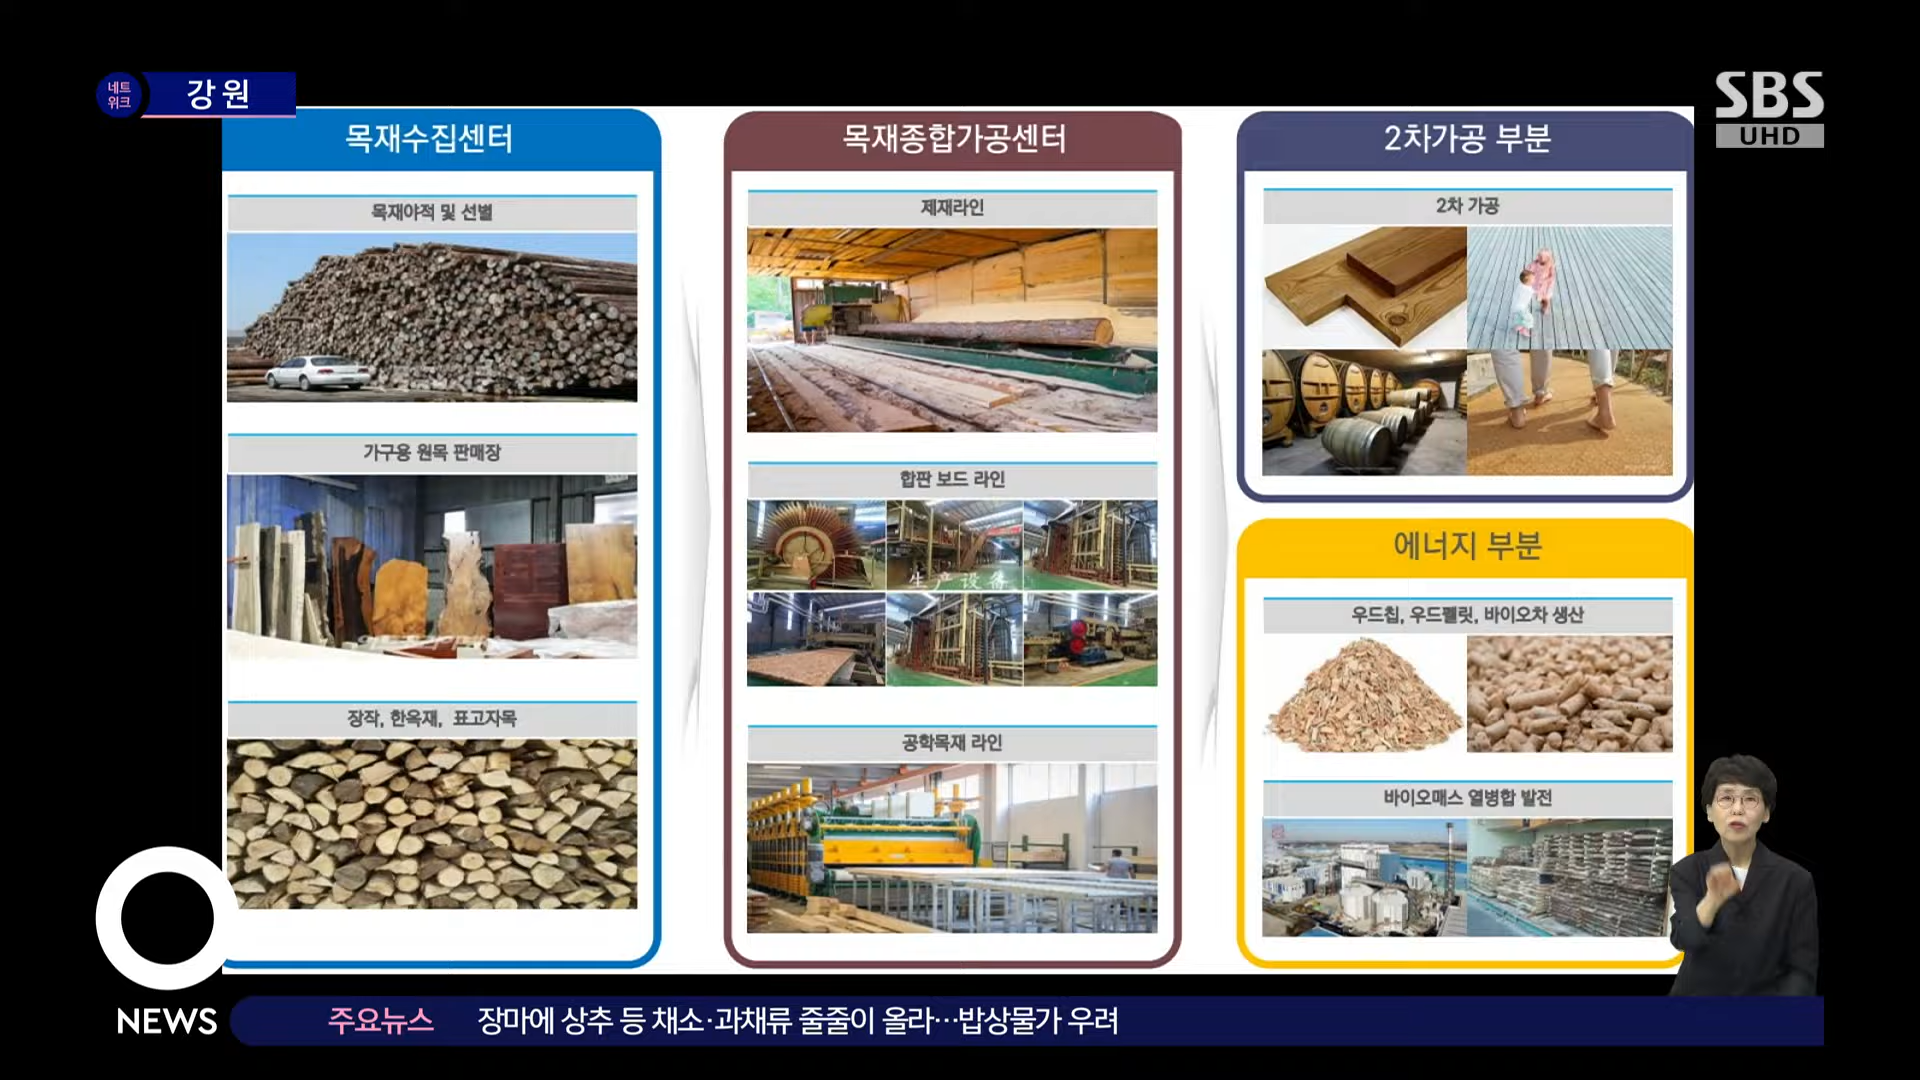 네트
위크
강원
SBS
UHD
목재수집센터
목재야적 및 선별
가구용 원목 판매장
장작, 한옥재, 표고자목
목재종합가공센터
제재라인
합판 보드 라인
生产设备
공학목재 라인
2차가공 부분
2차 가공
에너지 부분
우드칩, 우드펠릿, 바이오차 생산
바이오매스 열병합 발전
NEWS
주요뉴스
장마에 상추 등 채소·과채류 줄줄이 올라…밥상물가 우려